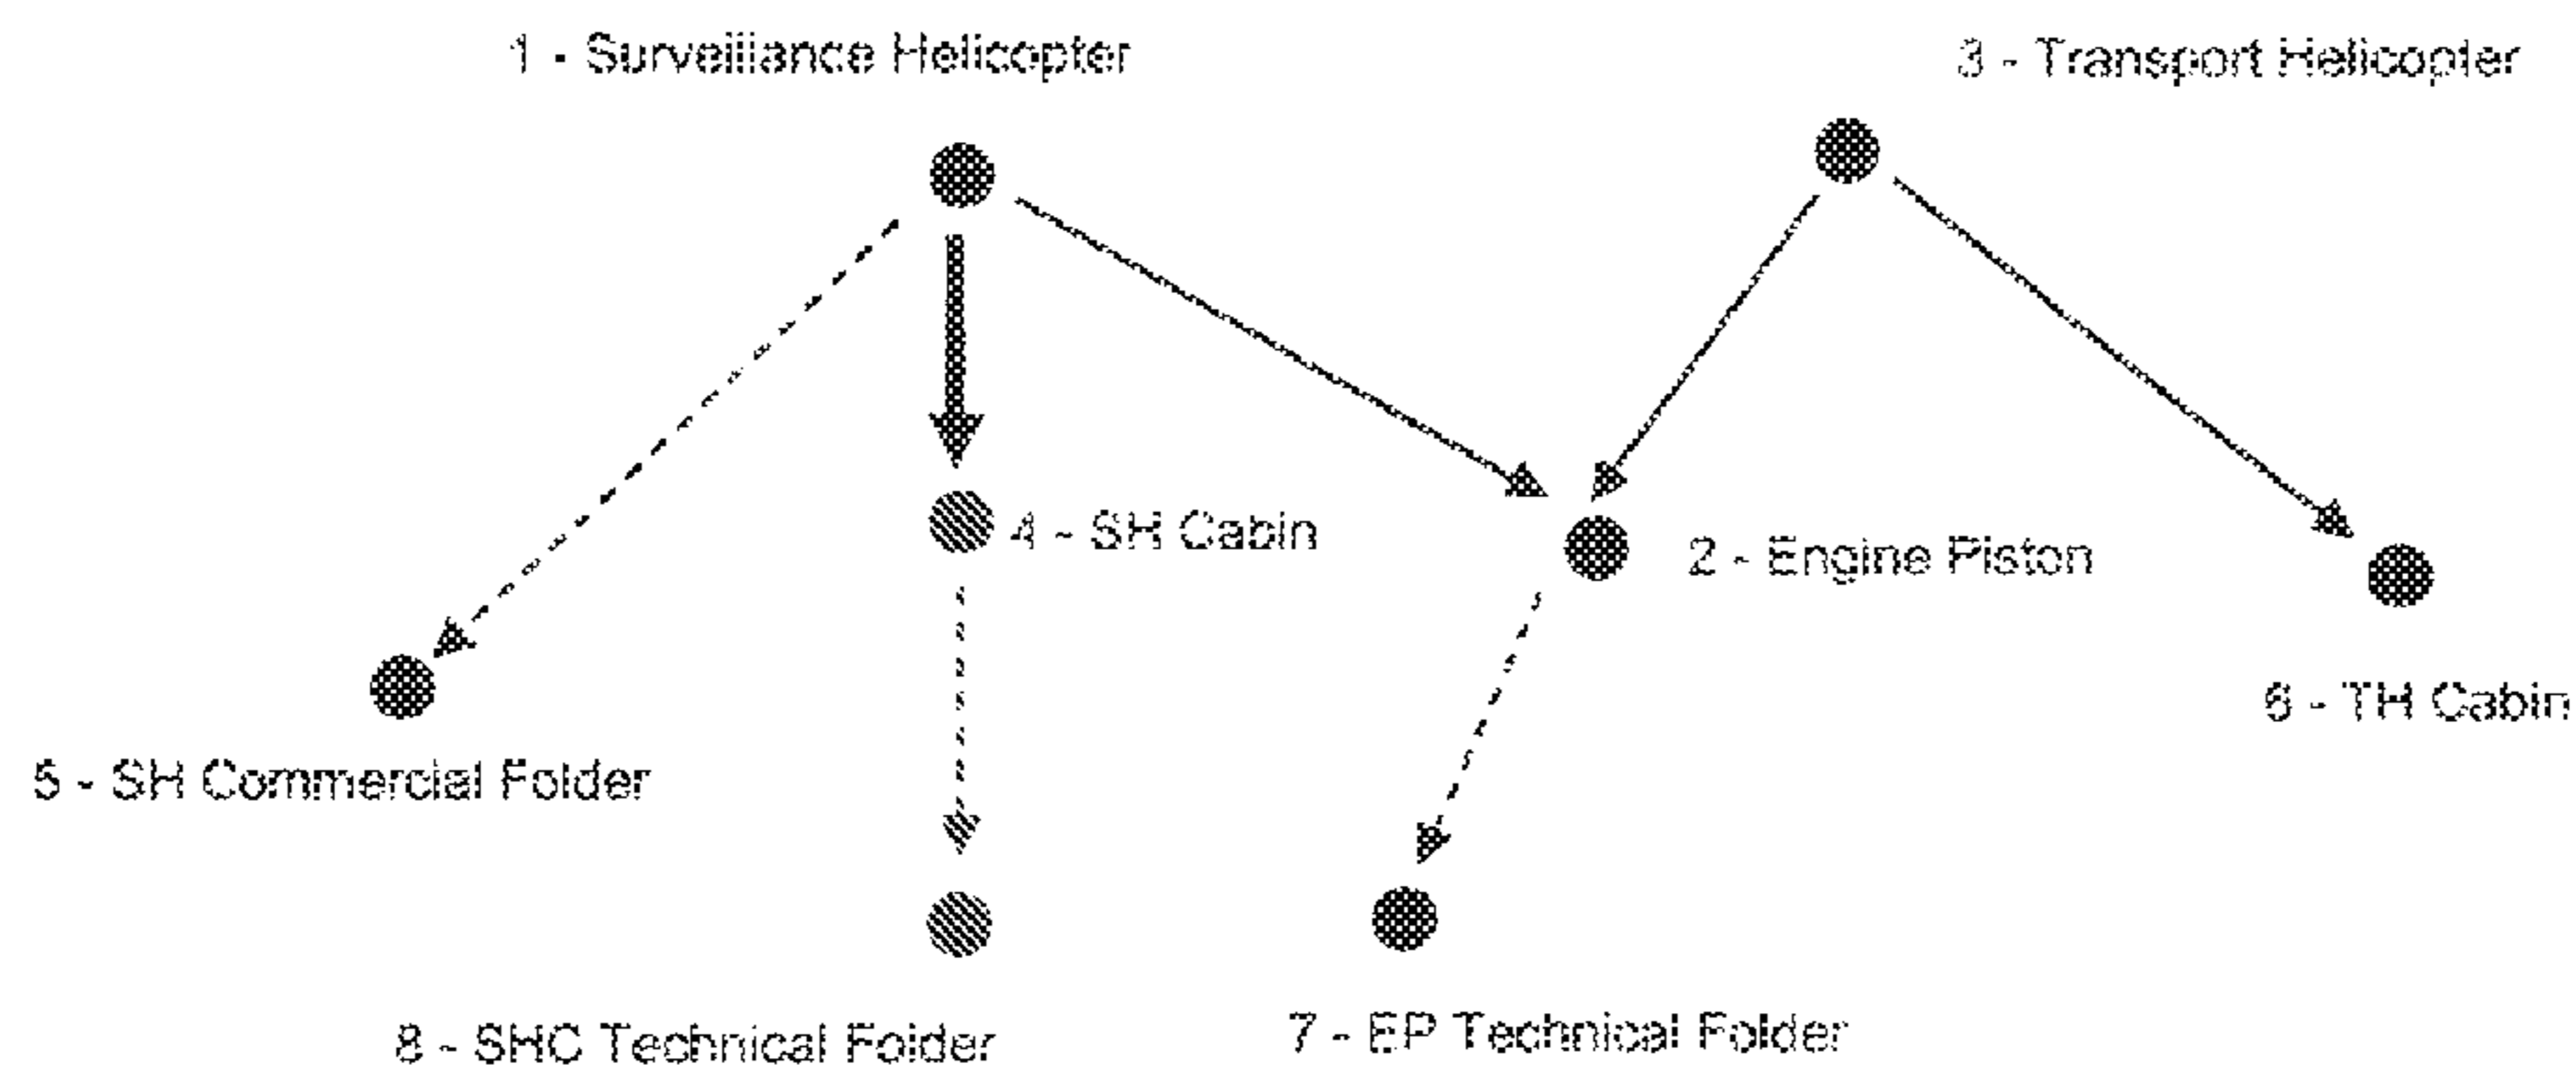 1 - Surveillance Helicopter
3 - Transport Helicopter
4 - SH Cabin
2 - Engine Piston
6 - TH Cabin
5 - SH Commercial Folder
8 - SHC Technical Folder
7 - EP Technical Folder